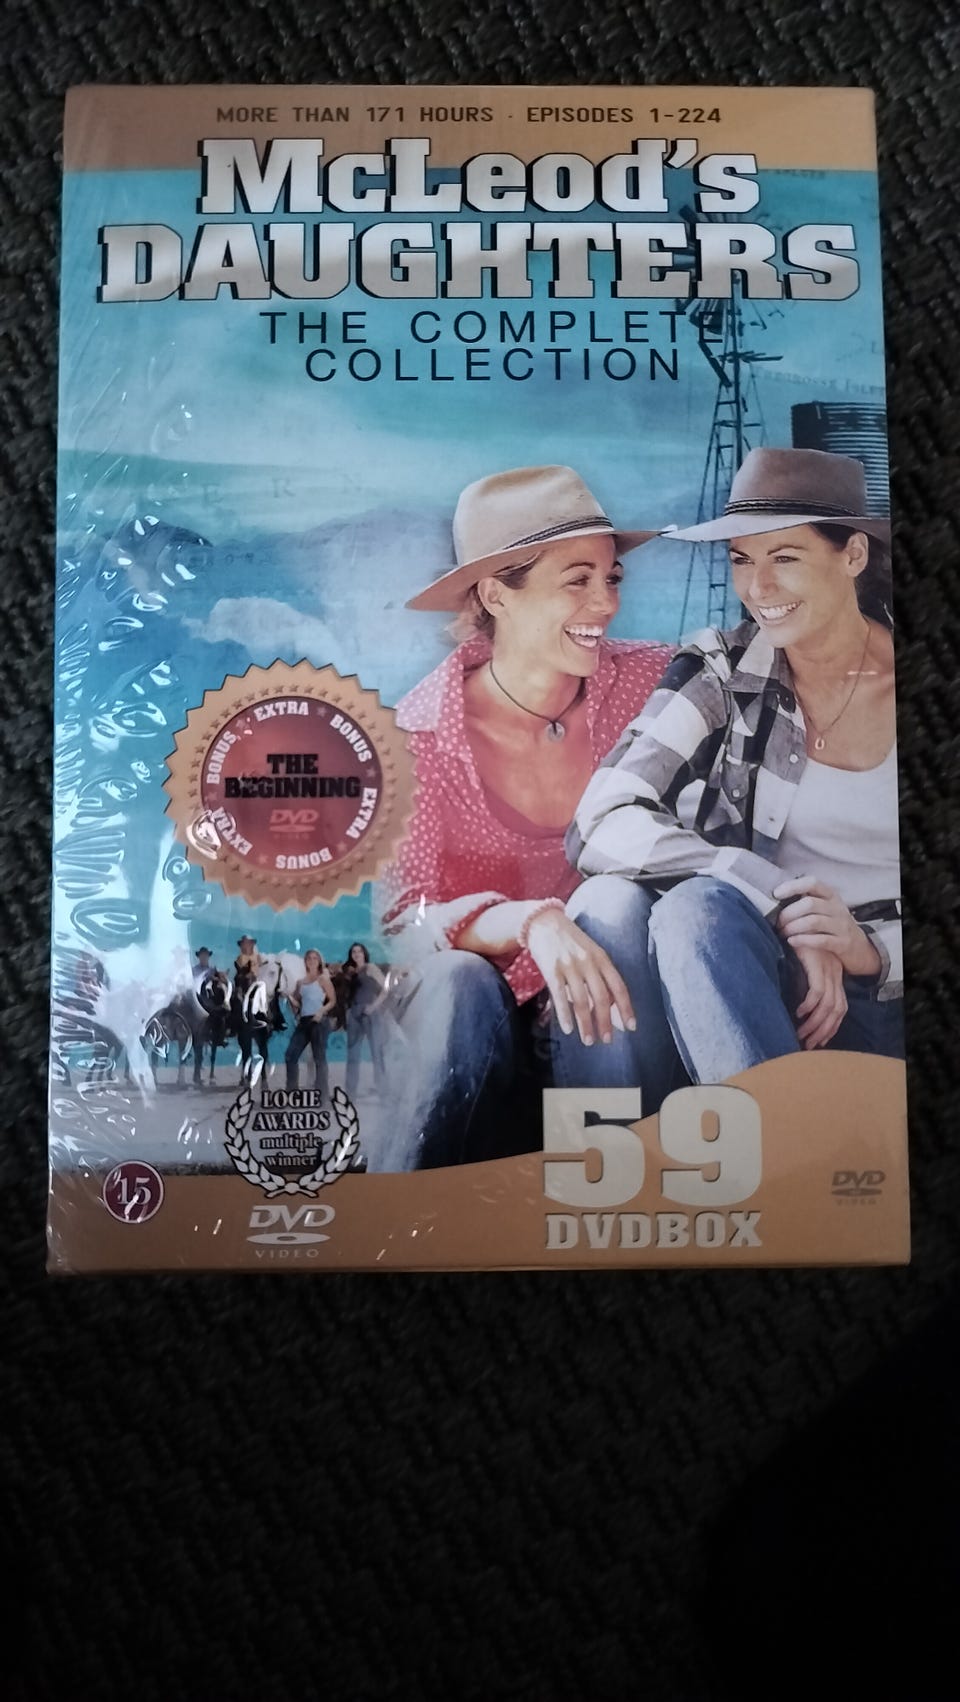 MORE THAN 171 HOURS · EPISODES 1-224
McLeod's
DAUGHTERS
THE COMPLETE
COLLECTION
E R N
EXTRA BONUS EXTRA BONUS EXTRA BONUS
THE
BEGINNING
DVD
LOGIE
AWARDS
multiple
winner
15
DVD
VIDEO
59
DVDBOX
DVD
VIDEO